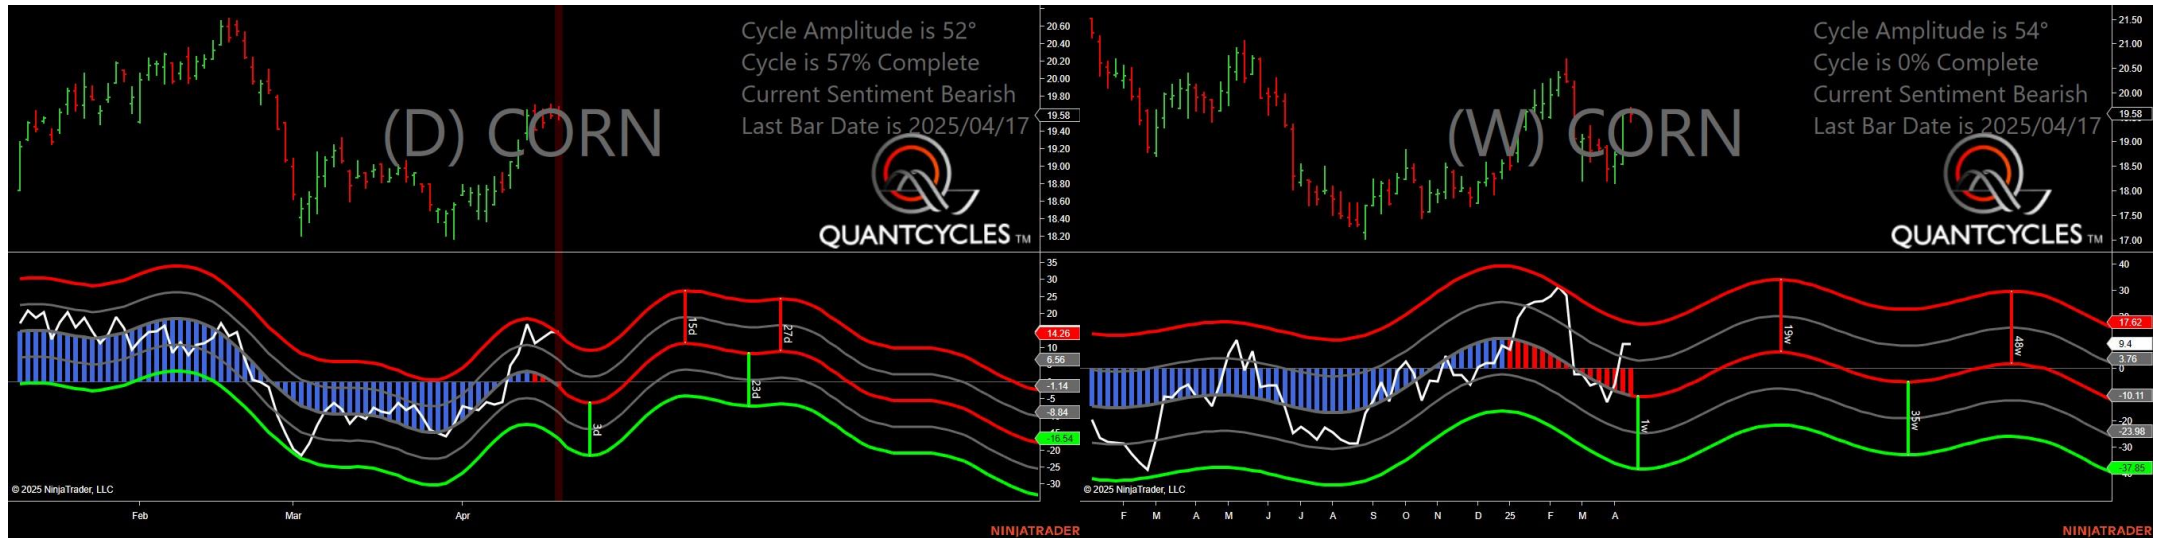 Cycle Amplitude is 52°
Cycle is 57% Complete
Current Sentiment Bearish
Last Bar Date is 2025/04/17
(D) CORN
QUANTCYCLES TM
20.60
20.40
20.20
20.00
19.80
19.58
19.40
19.20
19.00
18.80
18.60
18.40
18.20
35
30
25
20
14.26
10
6.56
-1.14
-5
-8.84
-16.54
-20
-25
-30
3d
15d
23d
27d
© 2025 NinjaTrader, LLC
Feb
Mar
Apr
NINJATRADER
Cycle Amplitude is 54°
Cycle is 0% Complete
Current Sentiment Bearish
Last Bar Date is 2025/04/17
(W) CORN
QUANTCYCLES TM
21.50
21.00
20.50
20.00
19.58
19.00
18.50
18.00
17.50
17.00
40
30
17.62
9.4
3.76
0
-10.11
-20
-23.98
-30
-37.85
1w
19w
35w
48w
© 2025 NinjaTrader, LLC
F
M
A
M
J
J
A
S
O
N
D
25
F
M
A
NINJATRADER